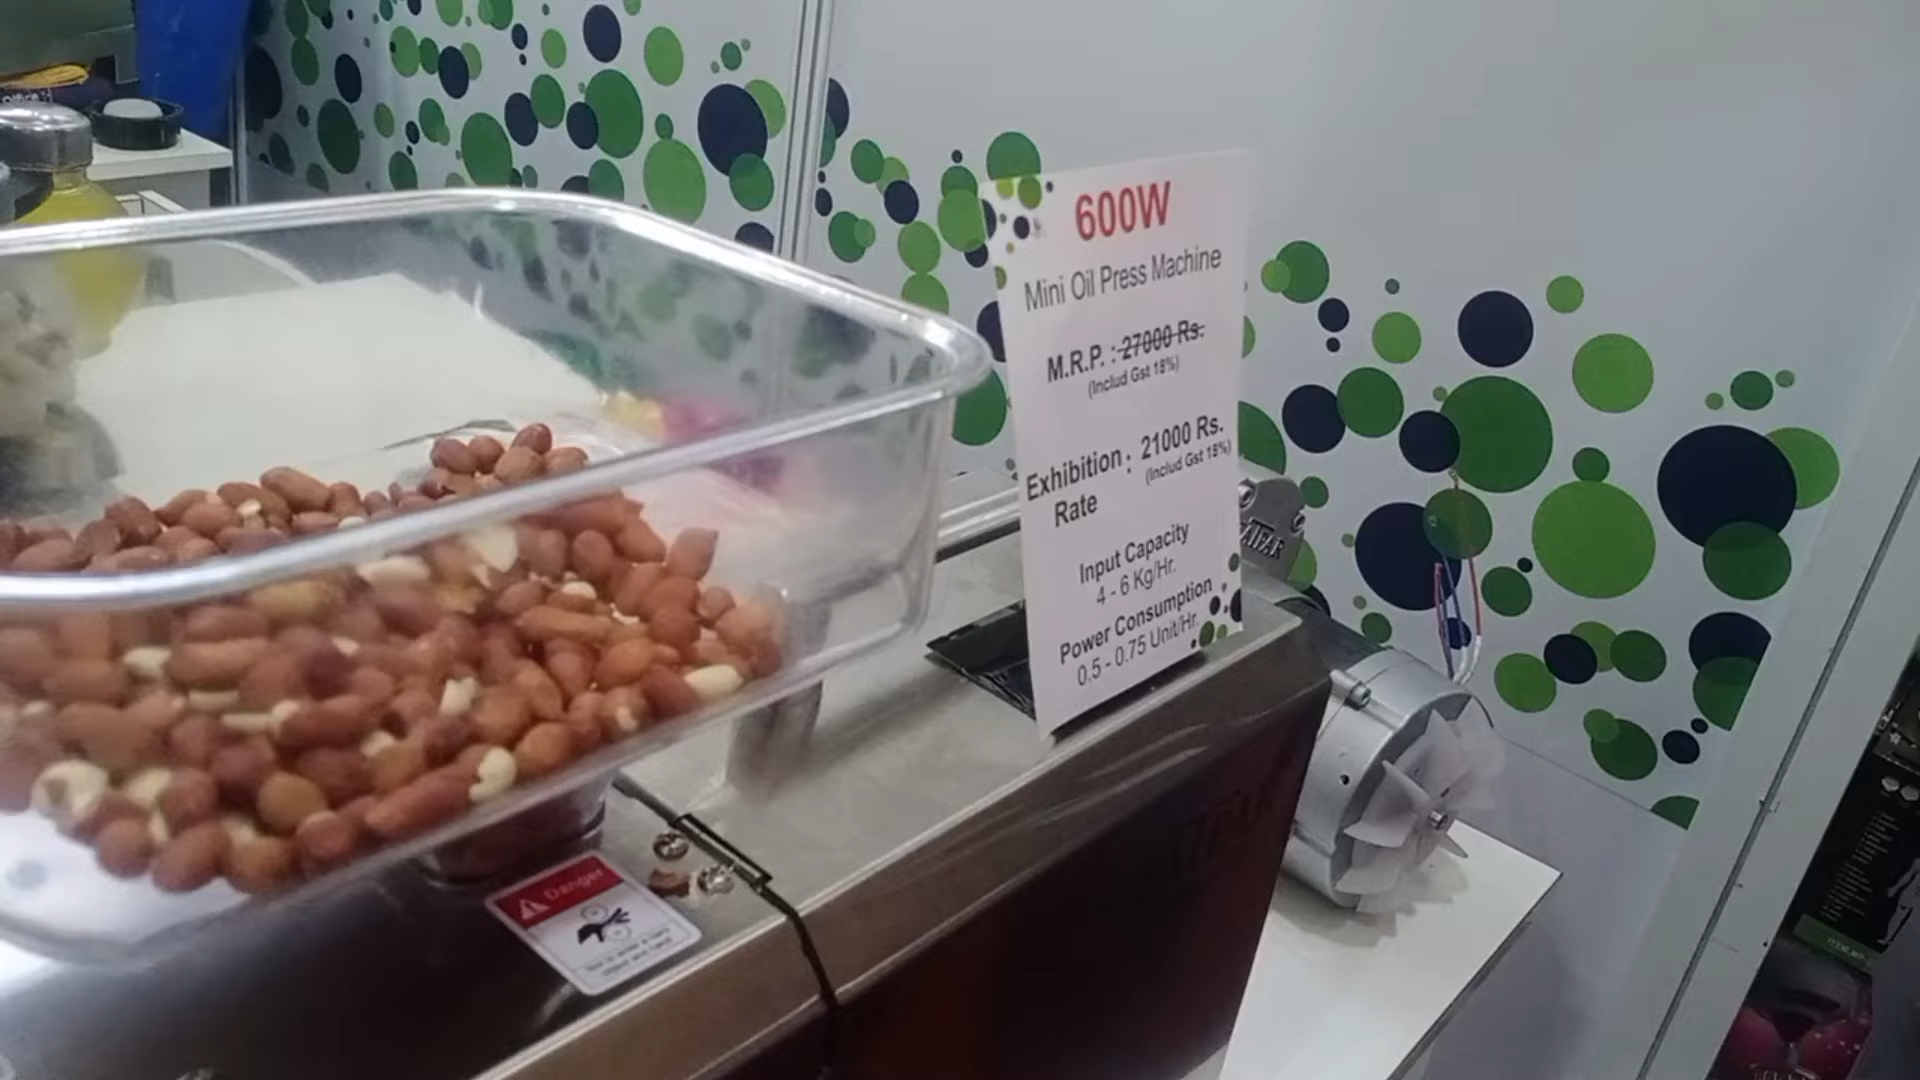 Office
600W
Mini Oil Press Machine
M.R.P. : 27000 Rs.
(Includ Gst 18%)
Exhibition : 21000 Rs.
Rate (Includ Gst 18%)
Input Capacity
4 - 6 Kg/Hr.
Power Consumption
0.5 - 0.75 Unit/Hr.
Danger